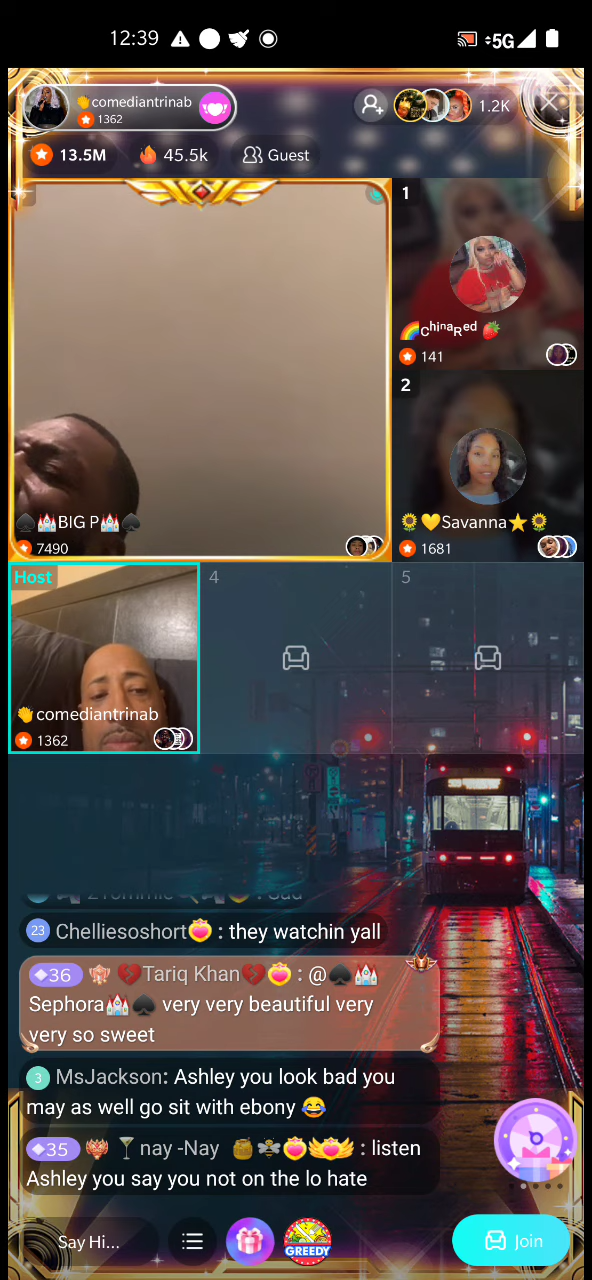 12:39
5G
👋comediantrinab
1362
1.2K
13.5M
45.5k
Guest
1
🌈ᴄʰⁱⁿᵃRᵉᵈ 🍓
141
♠️🏰BIG P🏰♠️
7490
2
🌻💛Savanna⭐🌻
1681
Host
4
5
👋comediantrinab
1362
23 Chelliesoshort : they watchin yall
36 💔Tariq Khan💔 : @♠️🏰
Sephora🏰♠️ very very beautiful very
very so sweet
3 MsJackson: Ashley you look bad you
may as well go sit with ebony 😂
35 🍸 nay -Nay 🍯🐝 : listen
Ashley you say you not on the lo hate
Say Hi...
GREEDY
Join